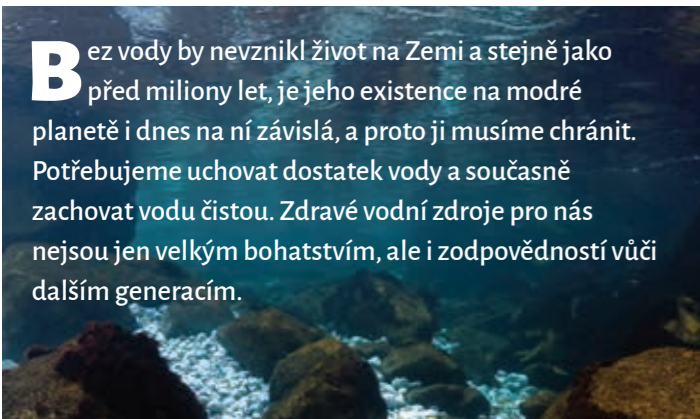 Bez vody by nevznikl život na Zemi a stejně jako
před miliony let, je jeho existence na modré
planetě i dnes na ní závislá, a proto ji musíme chránit.
Potřebujeme uchovat dostatek vody a současně
zachovat vodu čistou. Zdravé vodní zdroje pro nás
nejsou jen velkým bohatstvím, ale i zodpovědností vůči
dalším generacím.